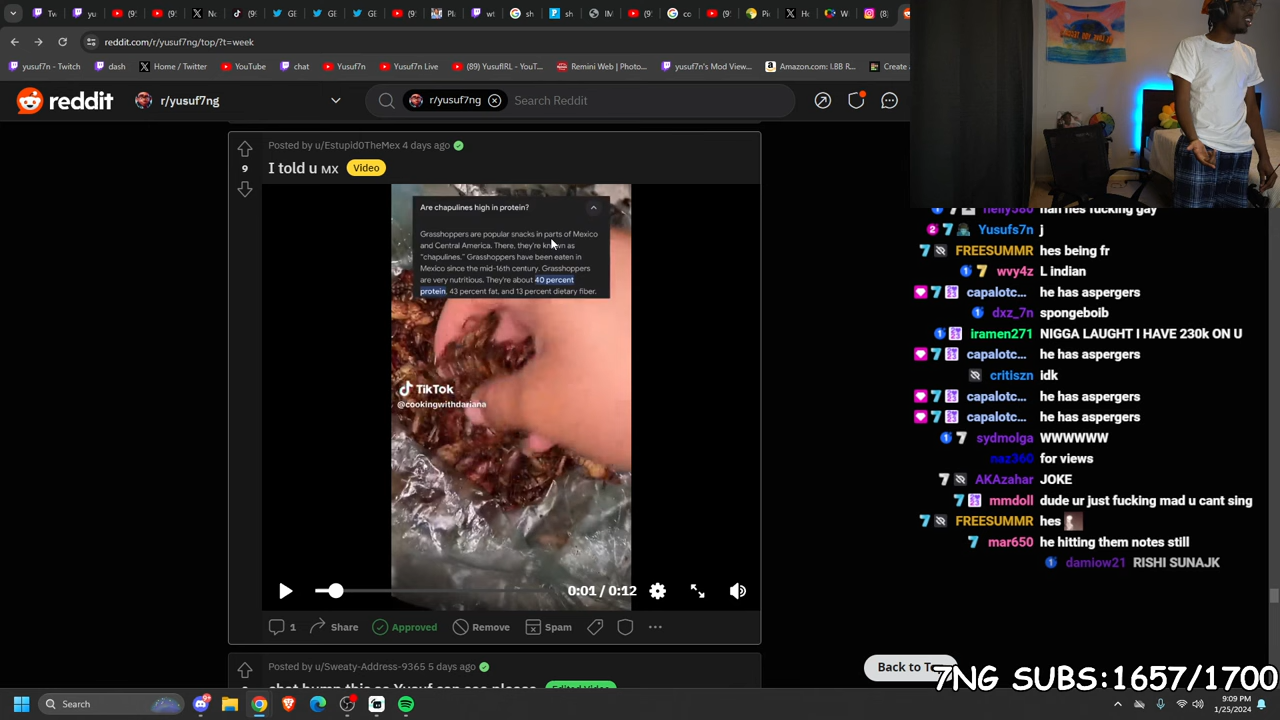 reddit.com/r/yusuf7ng/top/?t=week
yusuf7n - Twitch
dash
Home / Twitter
YouTube
chat
Yusuf7n
Yusuf7n Live
(89) YusufIRL - YouT...
Remini Web | Photo...
yusuf7n's Mod View...
Amazon.com: I.8B R...
Create
reddit
r/yusuf7ng
r/yusuf7ng
Search Reddit
Posted by u/Estupid0TheMex 4 days ago
9
I told u MX
Video
Are chapulines high in protein?
Grasshoppers are popular snacks in parts of Mexico
and Central America. There, they're known as
"chapulines." Grasshoppers have been eaten in
Mexico since the mid-16th century. Grasshoppers
are very nutritious. They're about 40 percent
protein, 43 percent fat, and 13 percent dietary fiber.
TikTok
@cookingwithdariana
0:01 / 0:12
1
Share
Approved
Remove
Spam
Posted by u/Sweaty-Address-9365 5 days ago
Back to
Yusufs7n j
FREESUMMR hes being fr
wvy4z L indian
capalotc... he has aspergers
dxz_7n spongeboib
iramen271 NIGGA LAUGHT I HAVE 230k ON U
capalotc... he has aspergers
critiszn idk
capalotc... he has aspergers
capalotc... he has aspergers
sydmolga WWWWWW
naz360 for views
AKAzahar JOKE
mmdoll dude ur just fucking mad u cant sing
FREESUMMR hes
mar650 he hitting them notes still
damiow21 RISHI SUNAJK
7NG SUBS:1657/1700
Search
9:09 PM
1/25/2024